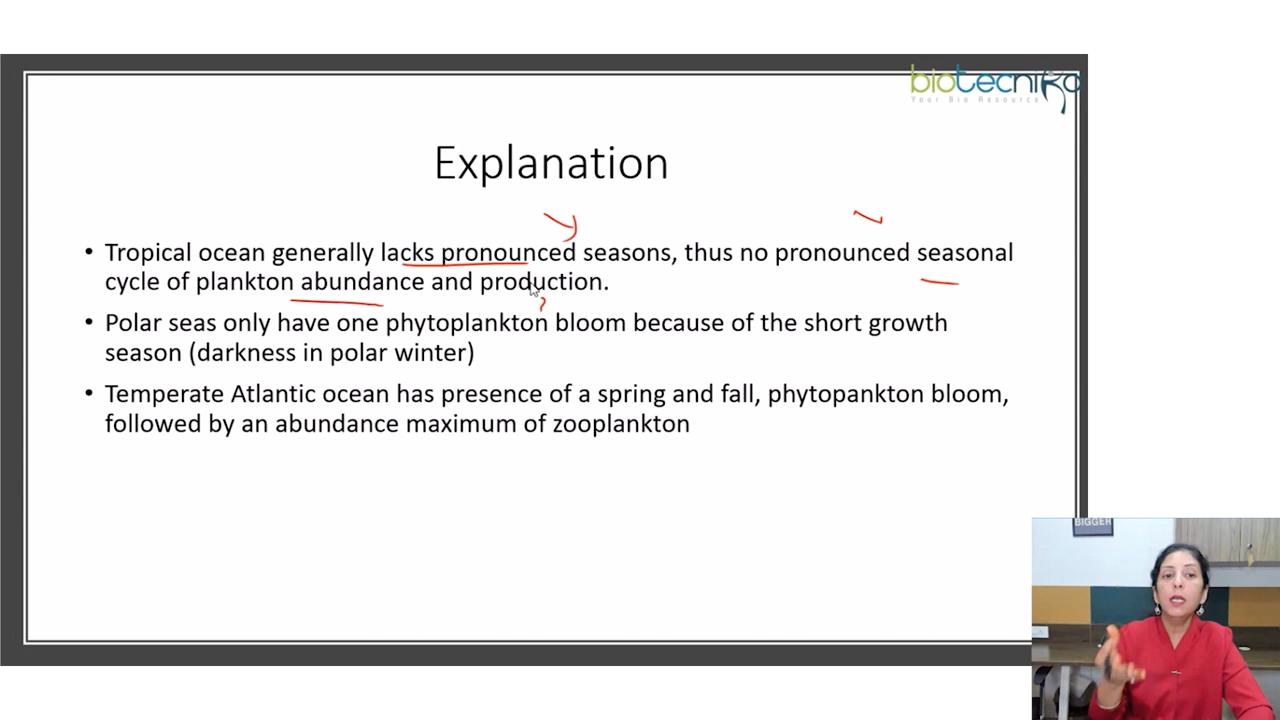 biotecnika
Your Bio Resource
Explanation
• Tropical ocean generally lacks pronounced seasons, thus no pronounced seasonal
cycle of plankton abundance and production.
• Polar seas only have one phytoplankton bloom because of the short growth
season (darkness in polar winter)
• Temperate Atlantic ocean has presence of a spring and fall, phytopankton bloom,
followed by an abundance maximum of zooplankton
BIGGER